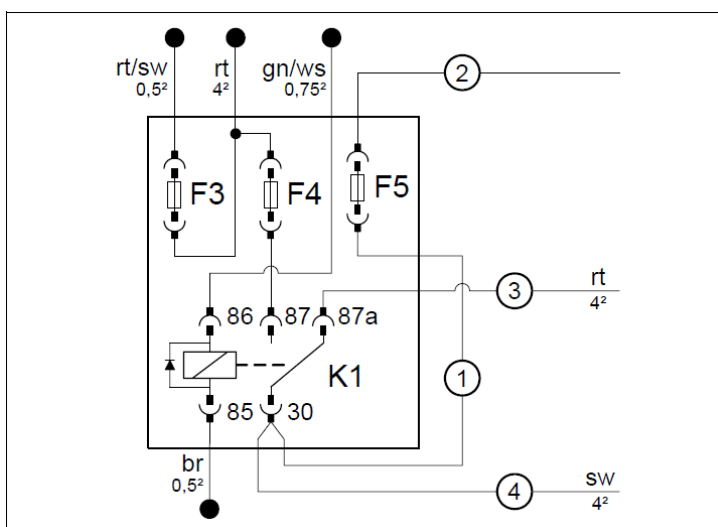 rt/sw
0,5²
rt
4²
gn/ws
0,75²
2
F3
F4
F5
3
rt
4²
86
87
87a
K1
1
85
30
br
0,5²
4
sw
4²